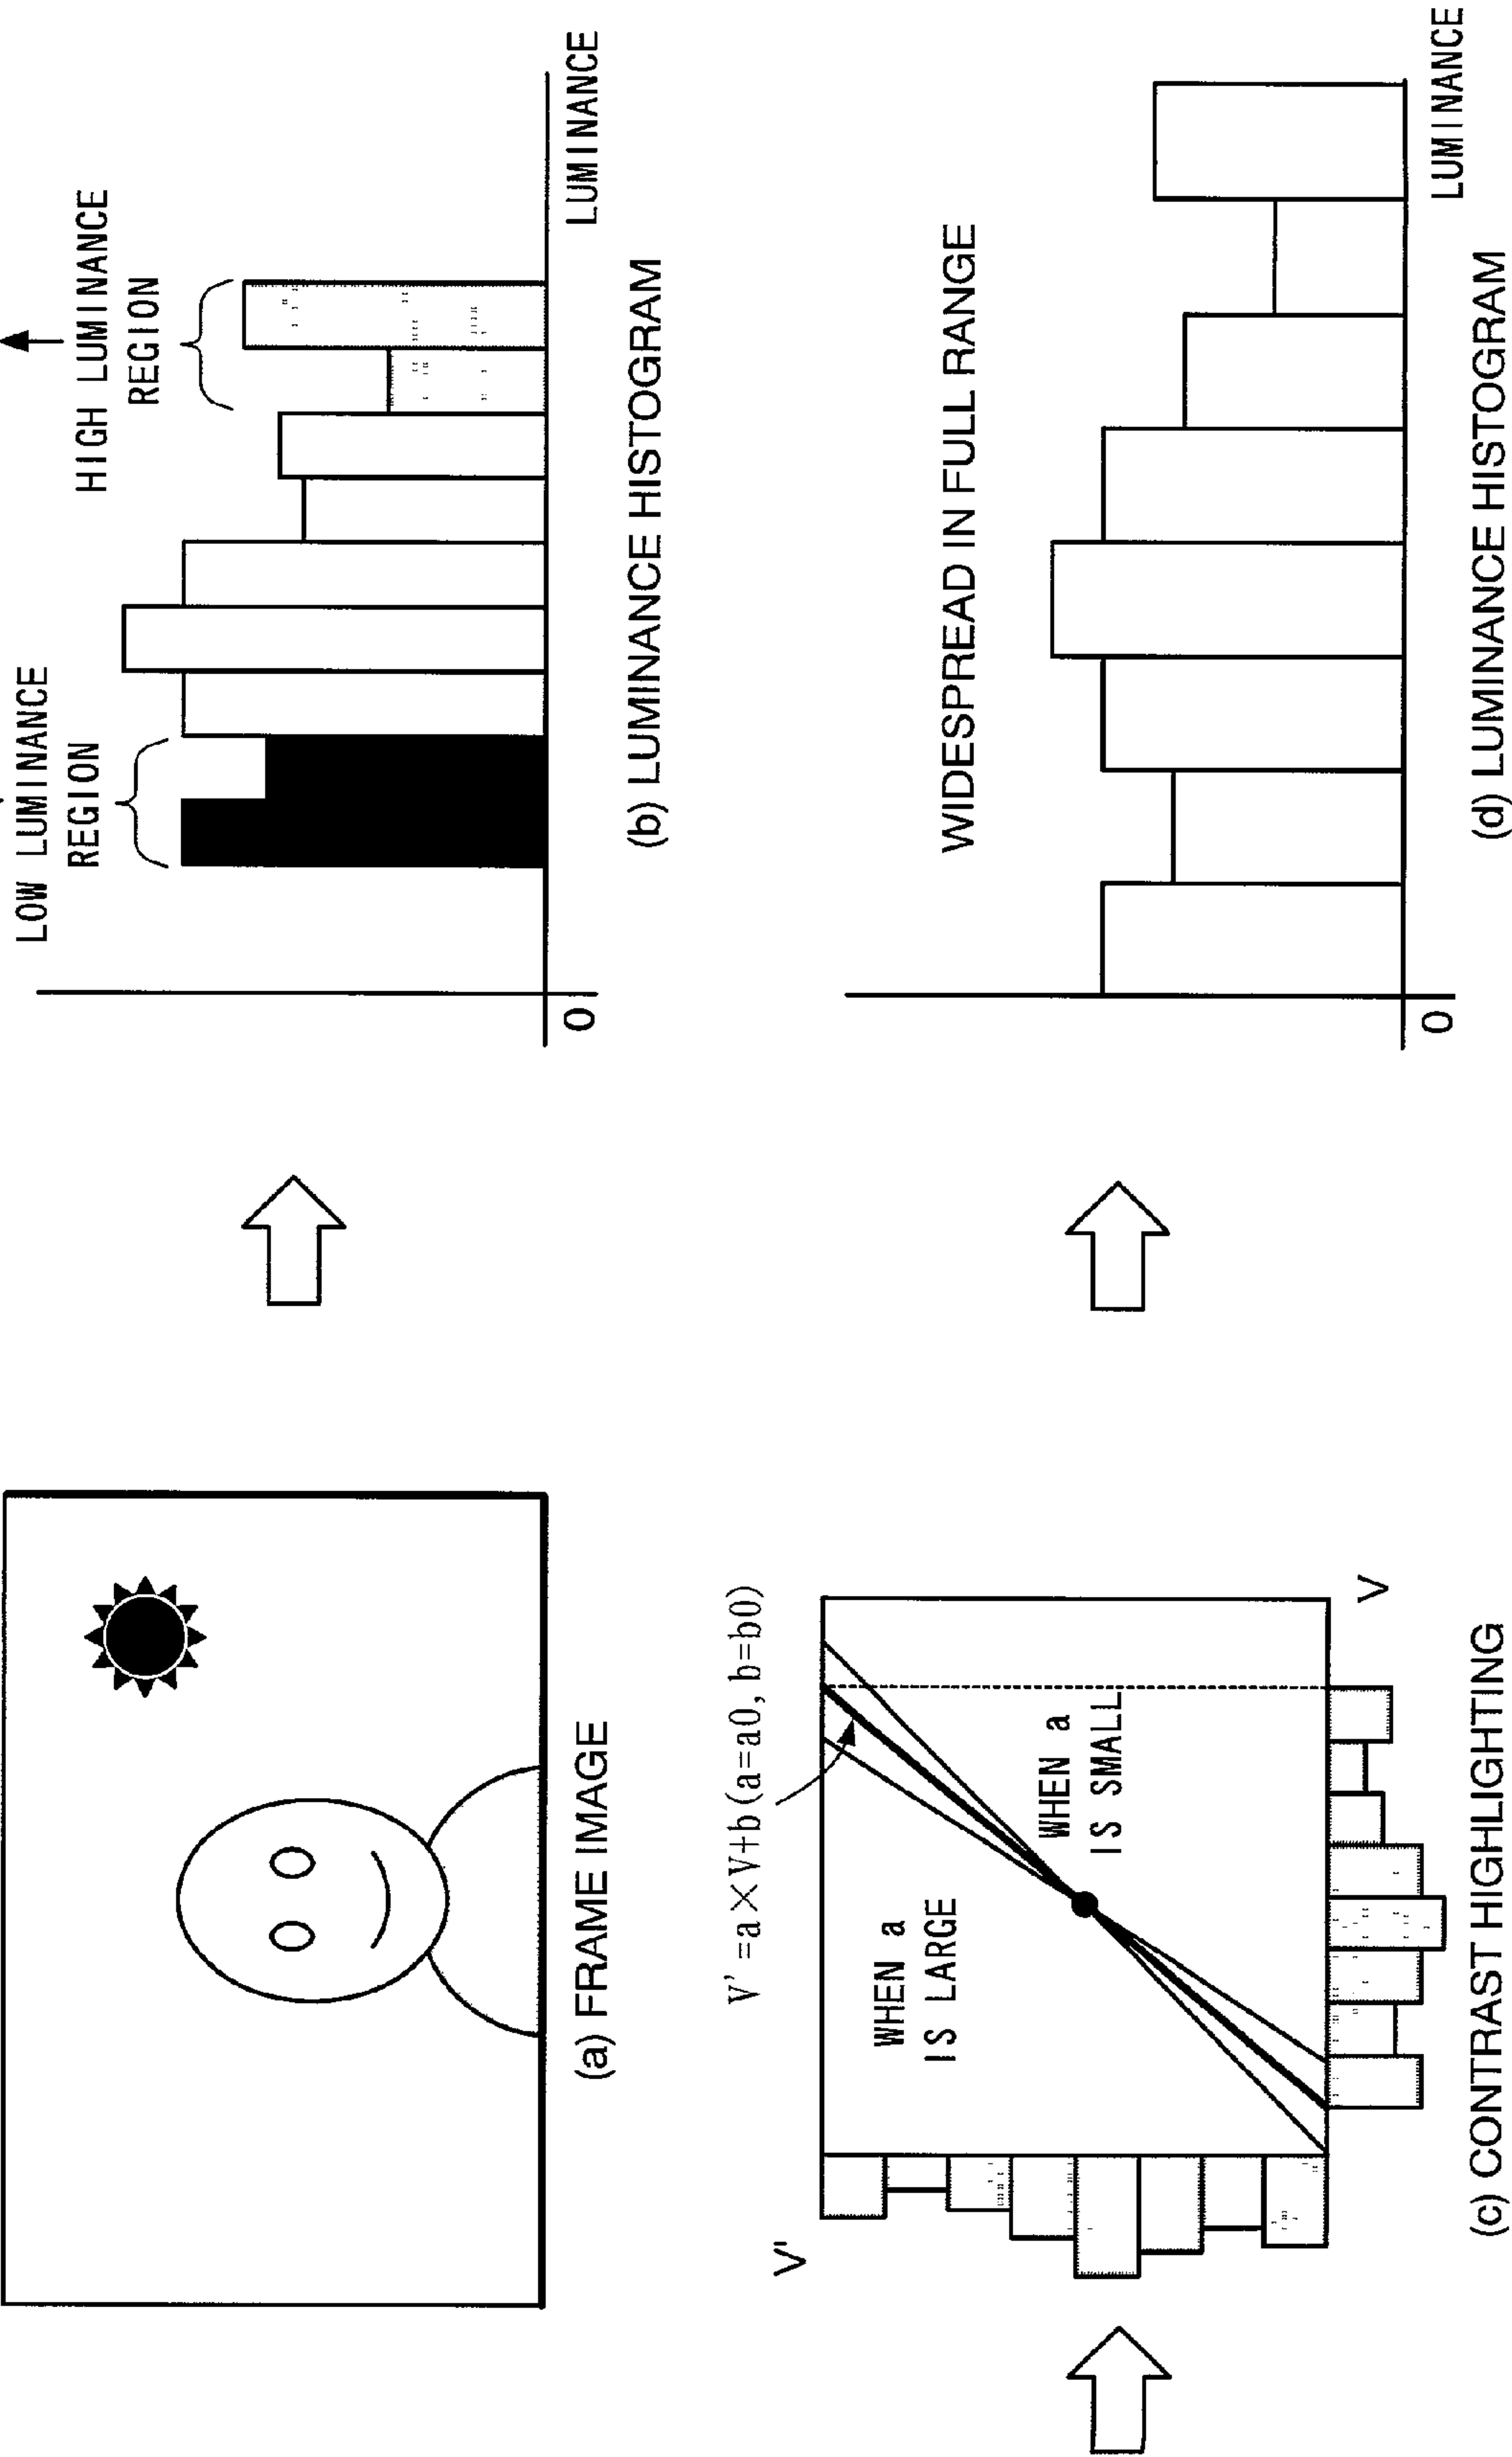 (a) FRAME IMAGE
LOW LUMINANCE
REGION
HIGH LUMINANCE
REGION
0
LUMINANCE
(b) LUMINANCE HISTOGRAM
V'
V'=a×V+b(a=a0, b=b0)
WHEN a
IS LARGE
WHEN a
IS SMALL
V
(c) CONTRAST HIGHLIGHTING
WIDESPREAD IN FULL RANGE
0
LUMINANCE
(d) LUMINANCE HISTOGRAM